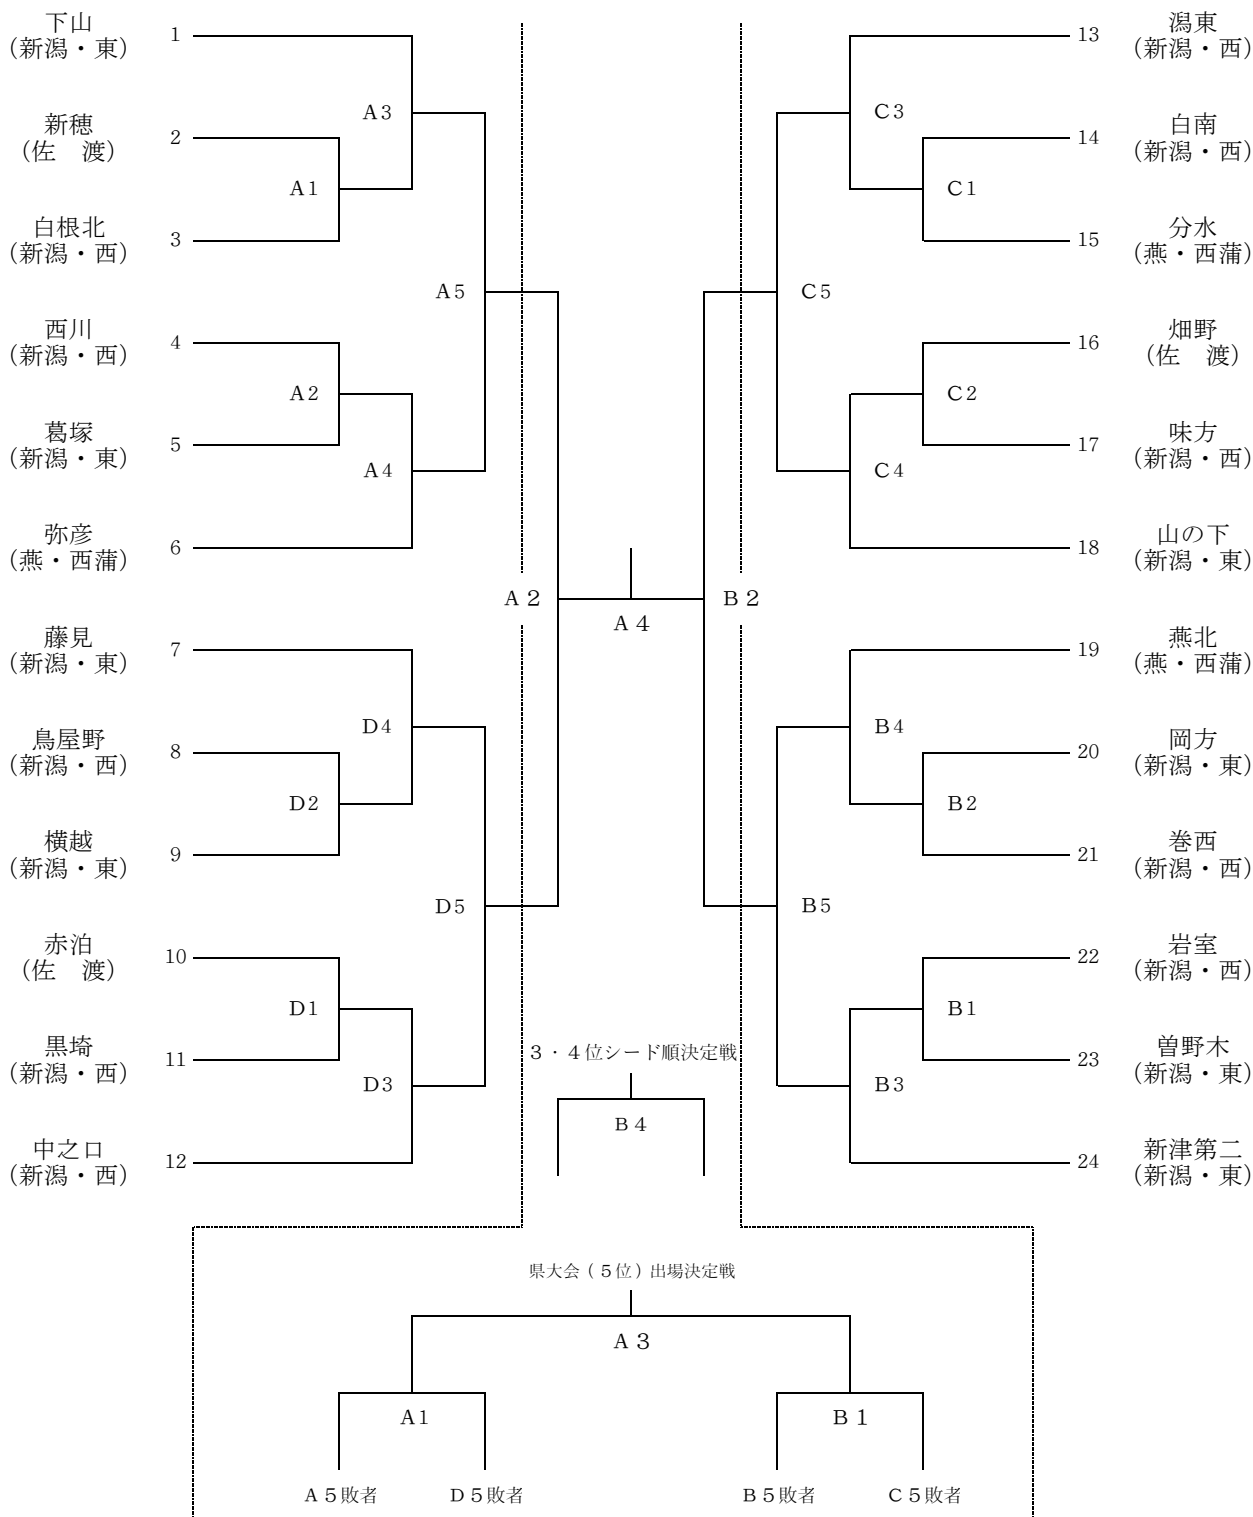 下山
(新潟・東)
1
新穂
(佐　渡)
2
白根北
(新潟・西)
3
西川
(新潟・西)
4
葛塚
(新潟・東)
5
弥彦
(燕・西蒲)
6
藤見
(新潟・東)
7
鳥屋野
(新潟・西)
8
横越
(新潟・東)
9
赤泊
(佐　渡)
10
黒埼
(新潟・西)
11
中之口
(新潟・西)
12
A3
A1
A5
A2
A4
D4
D2
D5
D1
D3
A 2
A 4
B 2
C3
C1
C5
C2
C4
B4
B2
B5
B1
B3
13
潟東
(新潟・西)
14
白南
(新潟・西)
15
分水
(燕・西蒲)
16
畑野
(佐　渡)
17
味方
(新潟・西)
18
山の下
(新潟・東)
19
燕北
(燕・西蒲)
20
岡方
(新潟・東)
21
巻西
(新潟・西)
22
岩室
(新潟・西)
23
曽野木
(新潟・東)
24
新津第二
(新潟・東)
３・４位シード順決定戦
B 4
県大会（５位）出場決定戦
A 3
A1
B 1
A５敗者
D５敗者
B５敗者
C５敗者